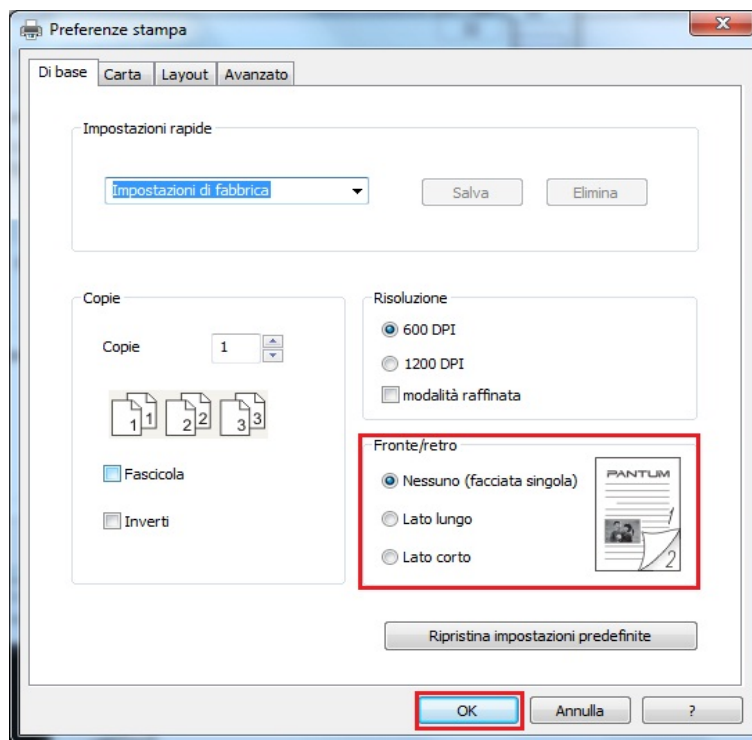 Preferenze stampa
Di base Carta Layout Avanzato
Impostazioni rapide
Impostazioni di fabbrica
Salva Elimina
Copie
Copie 1
1 1 2 2 3 3
Fascicola
Inverti
Risoluzione
600 DPI
1200 DPI
modalità raffinata
Fronte/retro
Nessuno (facciata singola)
Lato lungo
Lato corto
PANTUM
1
2
Ripristina impostazioni predefinite
OK Annulla ?